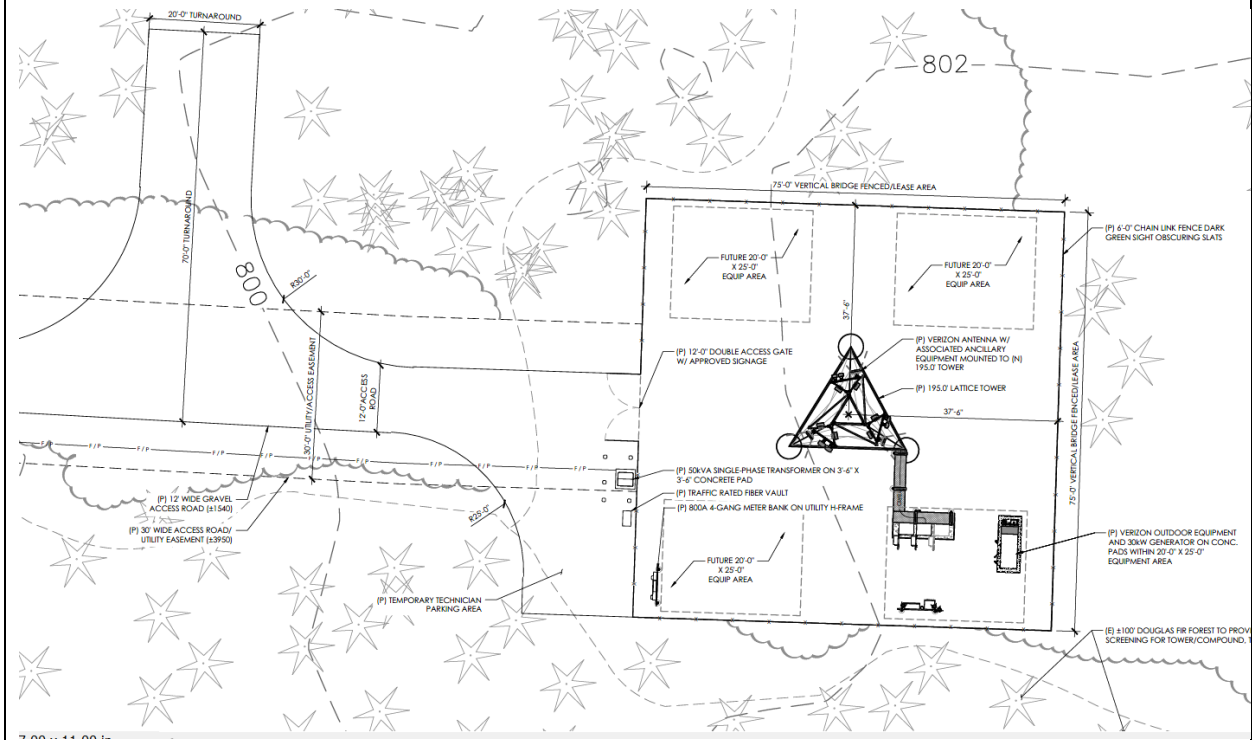 20'-0" TURNAROUND
802
75'-0" VERTICAL BRIDGE FENCED/LEASE AREA
70'-0" TURNAROUND
(P) 6'-0" CHAIN LINK FENCE DARK
GREEN SIGHT OBSCURING SLATS
FUTURE 20'-0"
X 25'-0"
EQUIP AREA
FUTURE 20'-0"
X 25'-0"
EQUIP AREA
800
R30'-0"
37'-6"
(P) VERIZON ANTENNA W/
ASSOCIATED ANCILLARY
EQUIPMENT MOUNTED TO (N)
195.0' TOWER
(P) 12'-0" DOUBLE ACCESS GATE
W/ APPROVED SIGNAGE
30'-0" UTILITY/ACCESS EASEMENT
12'-0" ACCESS
ROAD
(P) 195.0' LATTICE TOWER
37'-6"
75'-0" VERTICAL BRIDGE FENCED/LEASE AREA
F/P
F/P
F/P
F/P
F/P
F/P
F/P
F/P
F/P
F/P
F/P
(P) 50kVA SINGLE-PHASE TRANSFORMER ON 3'-6" X
3'-6" CONCRETE PAD
(P) TRAFFIC RATED FIBER VAULT
(P) 800A 4-GANG METER BANK ON UTILITY H-FRAME
(P) 12' WIDE GRAVEL
ACCESS ROAD (±1540)
(P) 30' WIDE ACCESS ROAD/
UTILITY EASEMENT (±3950)
R25'-0"
(P) VERIZON OUTDOOR EQUIPMENT
AND 30kW GENERATOR ON CONC.
PADS WITHIN 20'-0" X 25'-0"
EQUIPMENT AREA
FUTURE 20'-0"
X 25'-0"
EQUIP AREA
(P) TEMPORARY TECHNICIAN
PARKING AREA
(E) ±100' DOUGLAS FIR FOREST TO PROVI
SCREENING FOR TOWER/COMPOUND, T